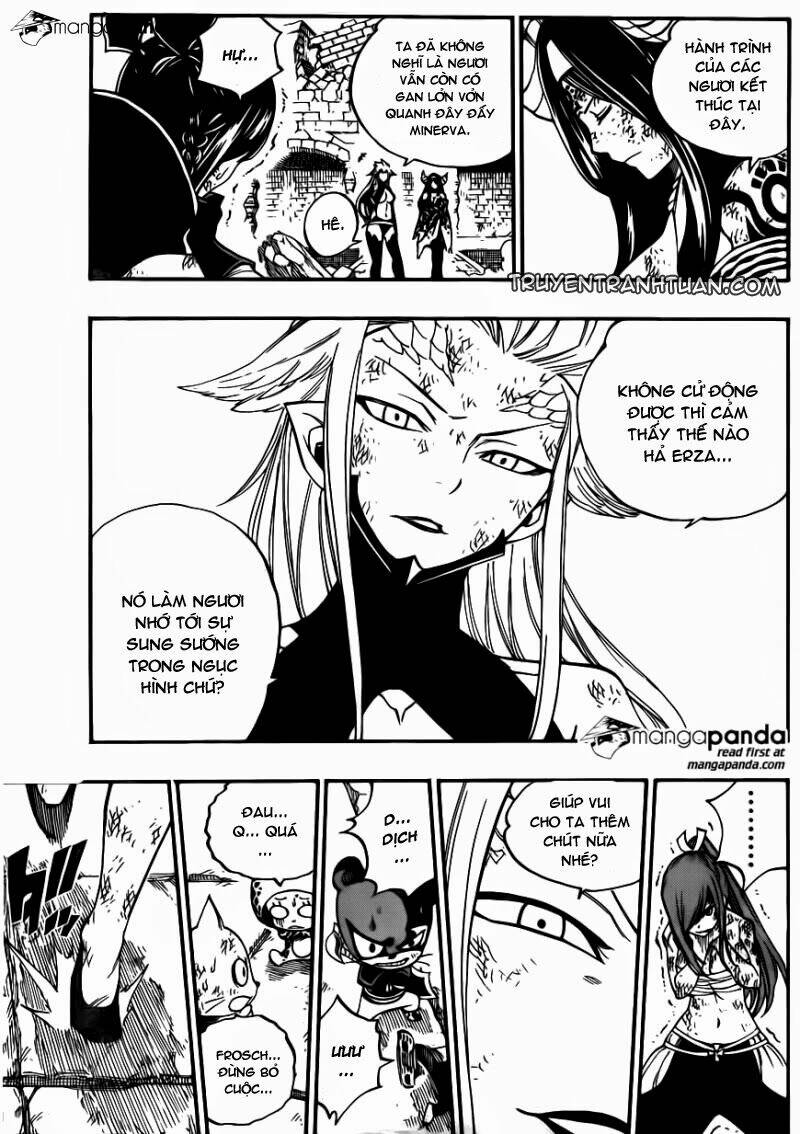 mangapanda
HÀNH TRÌNH
CỦA CÁC
NGƯƠI KẾT
THÚC TẠI
ĐÂY.
TA ĐÃ KHÔNG
NGHĨ LÀ NGƯƠI
VẪN CÒN CÓ
GAN LỞN VỞN
QUANH ĐÂY ĐẤY
MINERVA.
HỰ...
HÊ.
TRUYENTRANHTUAN.COM
KHÔNG CỬ ĐỘNG
ĐƯỢC THÌ CẢM
THẤY THẾ NÀO
HẢ ERZA...
NÓ LÀM NGƯƠI
NHỚ TỚI SỰ
SUNG SƯỚNG
TRONG NGỤC
HÌNH CHỨ?
mangapanda
read first at
mangapanda.com
GIÚP VUI
CHO TA THÊM
CHÚT NỮA
NHÉ?
D...
DỊCH
ƯƯƯ
...
ĐAU...
Q... QUÁ
...
FROSCH...
ĐỪNG BỎ
CUỘC...